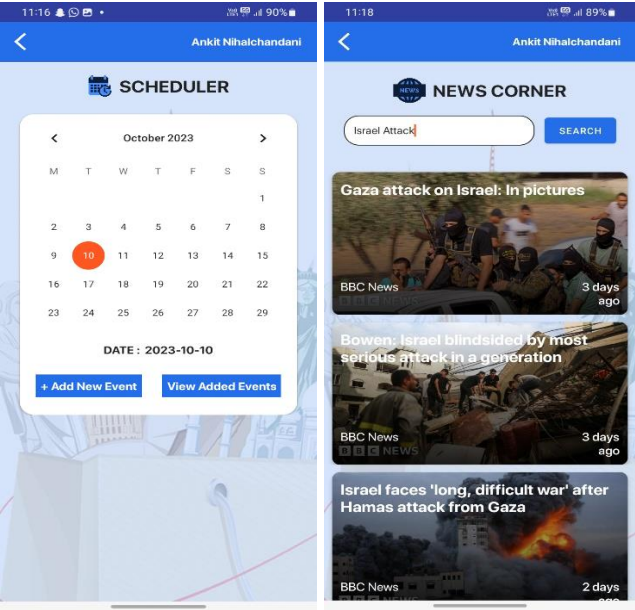 11:16
90%
Ankit Nihalchandani
SCHEDULER
October 2023
M T W T F S S
1
2 3 4 5 6 7 8
9 10 11 12 13 14 15
16 17 18 19 20 21 22
23 24 25 26 27 28 29
DATE : 2023-10-10
+ Add New Event
View Added Events
11:18
89%
Ankit Nihalchandani
NEWS
NEWS CORNER
Israel Attack
SEARCH
Gaza attack on Israel: In pictures
BBC News
3 days
ago
BBC NEWS
Bowen: Israel blindsided by most
serious attack in a generation
BBC News
3 days
ago
BBC NEWS
Israel faces 'long, difficult war' after
Hamas attack from Gaza
BBC News
2 days
ago